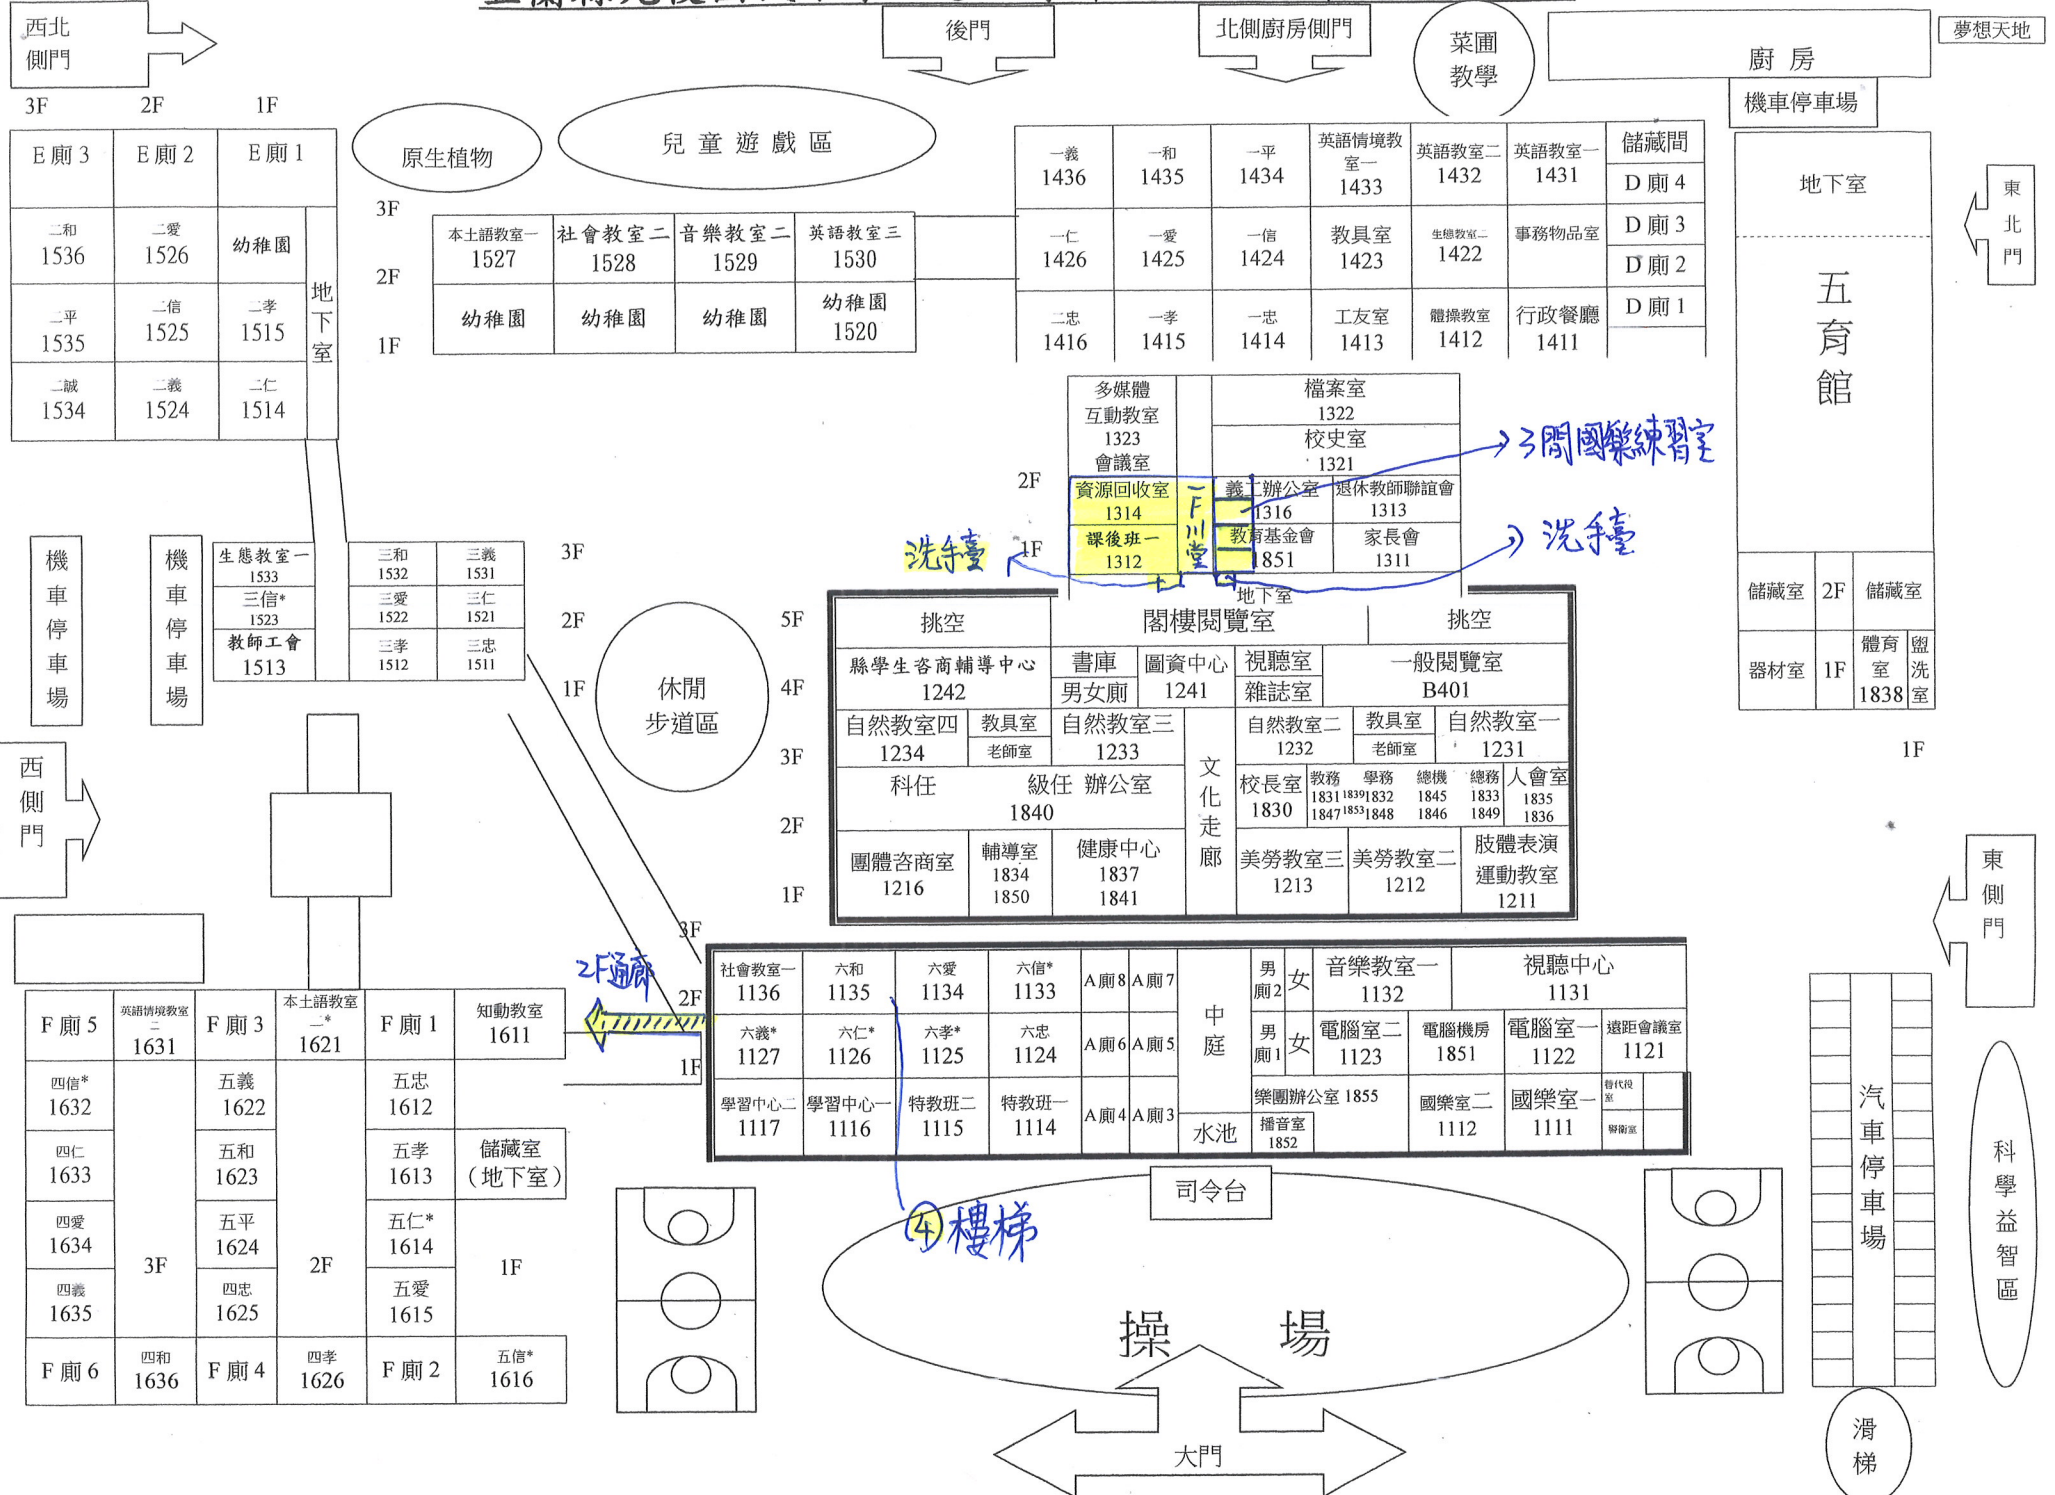 西北
側門
後門
北側廚房側門
菜圃
教學
廚 房
夢想天地
機車停車場
3F 2F 1F
E 廁 3 E 廁 2 E 廁 1
二和
1536
二愛
1526
幼稚園
二平
1535
二信
1525
二孝
1515
二誠
1534
二義
1524
二仁
1514
地下室
原生植物
兒 童 遊 戲 區
3F
2F
1F
本土語教室一
1527
社會教室二
1528
音樂教室二
1529
英語教室三
1530
幼稚園
幼稚園
幼稚園
幼稚園
1520
一義
1436
一和
1435
一平
1434
英語情境教
室一
1433
英語教室二
1432
英語教室一
1431
儲藏間
D 廁 4
一仁
1426
一愛
1425
一信
1424
教具室
1423
生態教室二
1422
事務物品室
D 廁 3
D 廁 2
二忠
1416
一孝
1415
一忠
1414
工友室
1413
體操教室
1412
行政餐廳
1411
D 廁 1
地下室
五育館
東北門
儲藏室 2F 儲藏室
器材室 1F
體育
室
1838
盥洗室
1F
多媒體
互動教室
1323
會議室
檔案室
1322
校史室
1321
2F
資源回收室
1314
義工辦公室
1316
退休教師聯誼會
1313
1F
課後班一
1312
教育基金會
1851
家長會
1311
一F川堂
3間國樂練習室
洗手臺
洗手臺
地下室
機車停車場
機車停車場
生態教室一
1533
三和
1532
三義
1531
三信*
1523
三愛
1522
三仁
1521
教師工會
1513
三孝
1512
三忠
1511
3F
2F
1F
休閒
步道區
西側門
5F
挑空 閣樓閱覽室 挑空
4F
縣學生咨商輔導中心
1242
書庫
男女廁
圖資中心
1241
視聽室
雜誌室
一般閱覽室
B401
3F
自然教室四
1234
教具室
老師室
自然教室三
1233
自然教室二
1232
教具室
老師室
自然教室一
1231
文化走廊
2F
科任 級任 辦公室
1840
校長室
1830
教務 學務 總機 總務
1831 1839 1832 1845 1833
1847 1853 1848 1846 1849
人會室
1835
1836
1F
團體咨商室
1216
輔導室
1834
1850
健康中心
1837
1841
美勞教室三
1213
美勞教室二
1212
肢體表演
運動教室
1211
東側門
3F
2F
1F
2F通廊
社會教室一
1136
六和
1135
六愛
1134
六信*
1133
A廁8 A廁7
中庭
男
廁2
女
音樂教室一
1132
視聽中心
1131
六義*
1127
六仁*
1126
六孝*
1125
六忠
1124
A廁6 A廁5
男
廁1
女
電腦室二
1123
電腦機房
1851
電腦室一
1122
遠距會議室
1121
學習中心二
1117
學習中心一
1116
特教班二
1115
特教班一
1114
A廁4 A廁3
水池
樂團辦公室 1855
播音室
1852
國樂室二
1112
國樂室一
1111
替代役
室
警衛室
④樓梯
F 廁 5
英語情境教室
二
1631
F 廁 3
本土語教室
二*
1621
F 廁 1
知動教室
1611
四信*
1632
五義
1622
五忠
1612
四仁
1633
五和
1623
五孝
1613
儲藏室
（地下室）
四愛
1634
五平
1624
五仁*
1614
3F 2F 1F
四義
1635
四忠
1625
五愛
1615
F 廁 6
四和
1636
F 廁 4
四孝
1626
F 廁 2
五信*
1616
司令台
操 場
大門
汽車停車場
科學益智區
滑梯